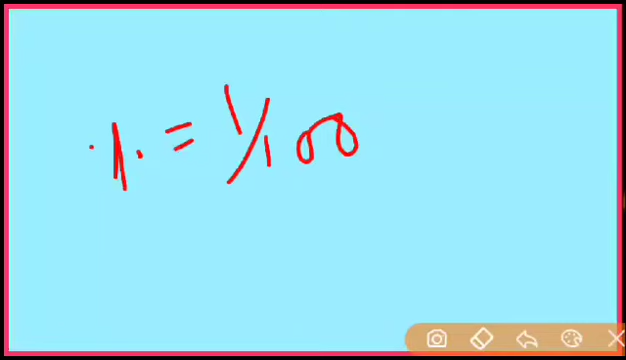 % = 1/100